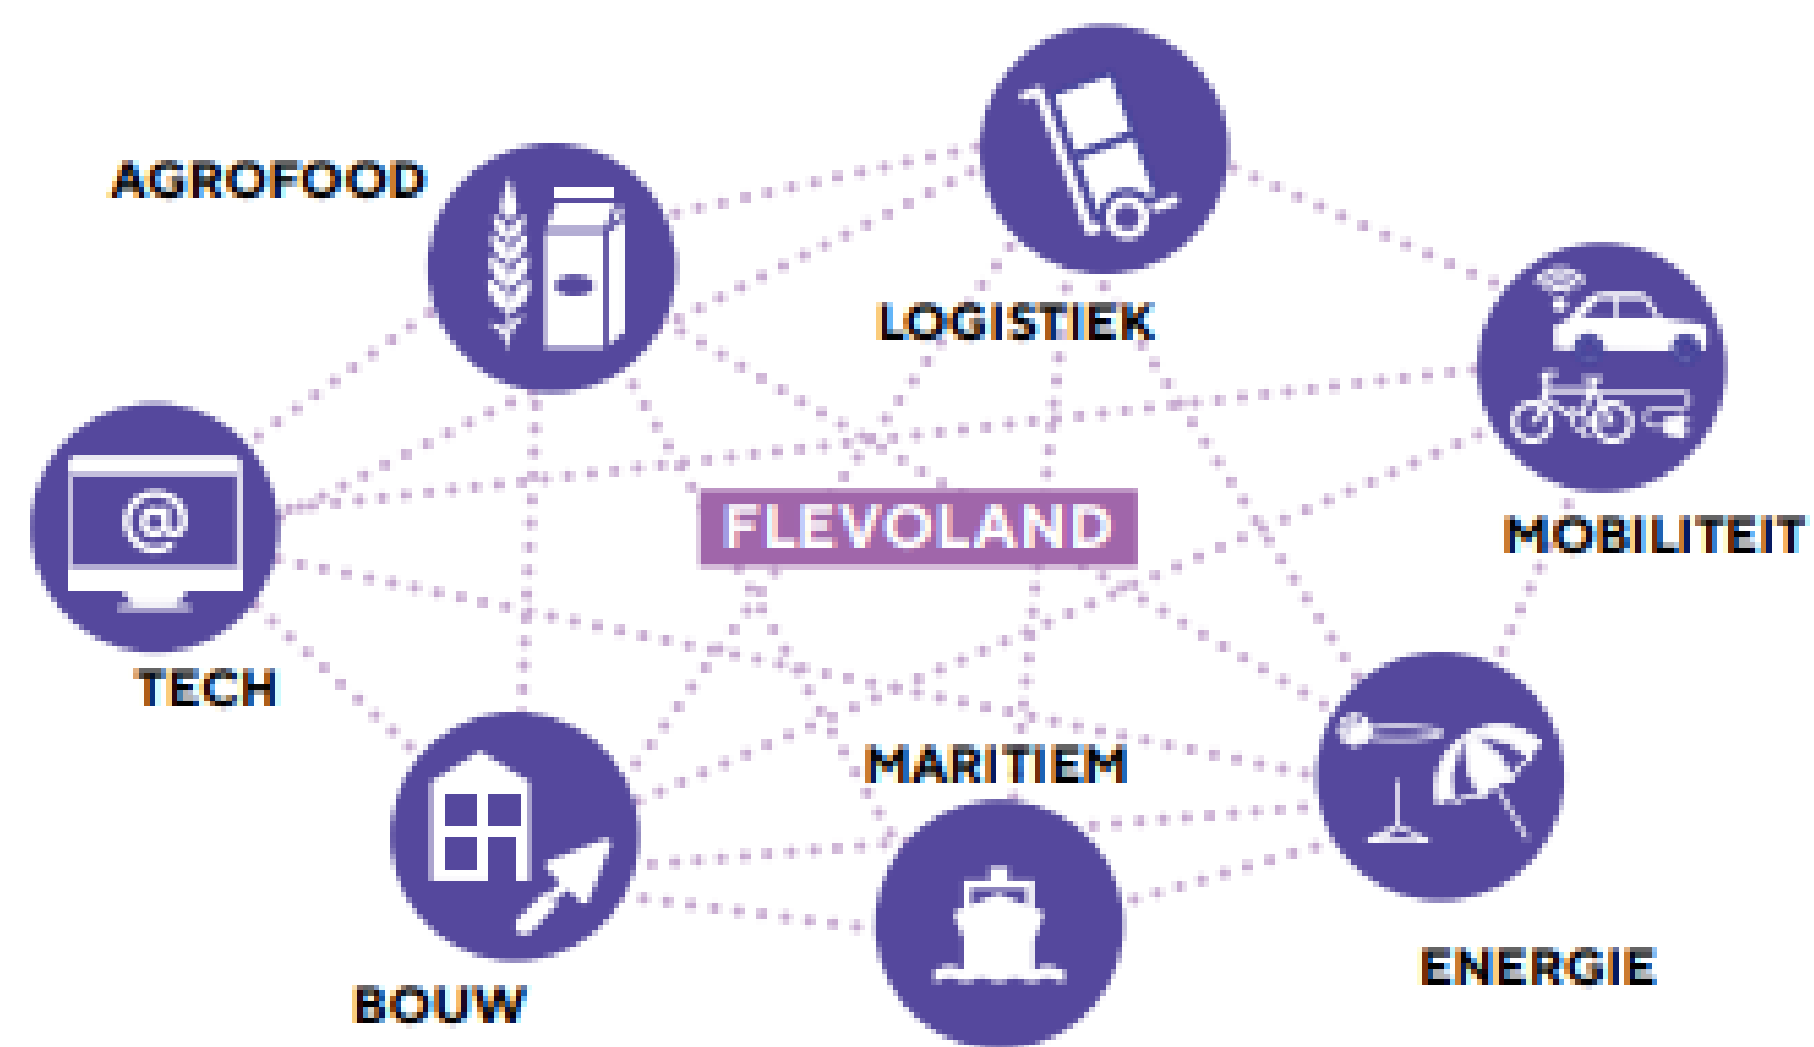 AGROFOOD
LOGISTIEK
MOBILITEIT
@
FLEVOLAND
TECH
MARITIEM
ENERGIE
BOUW